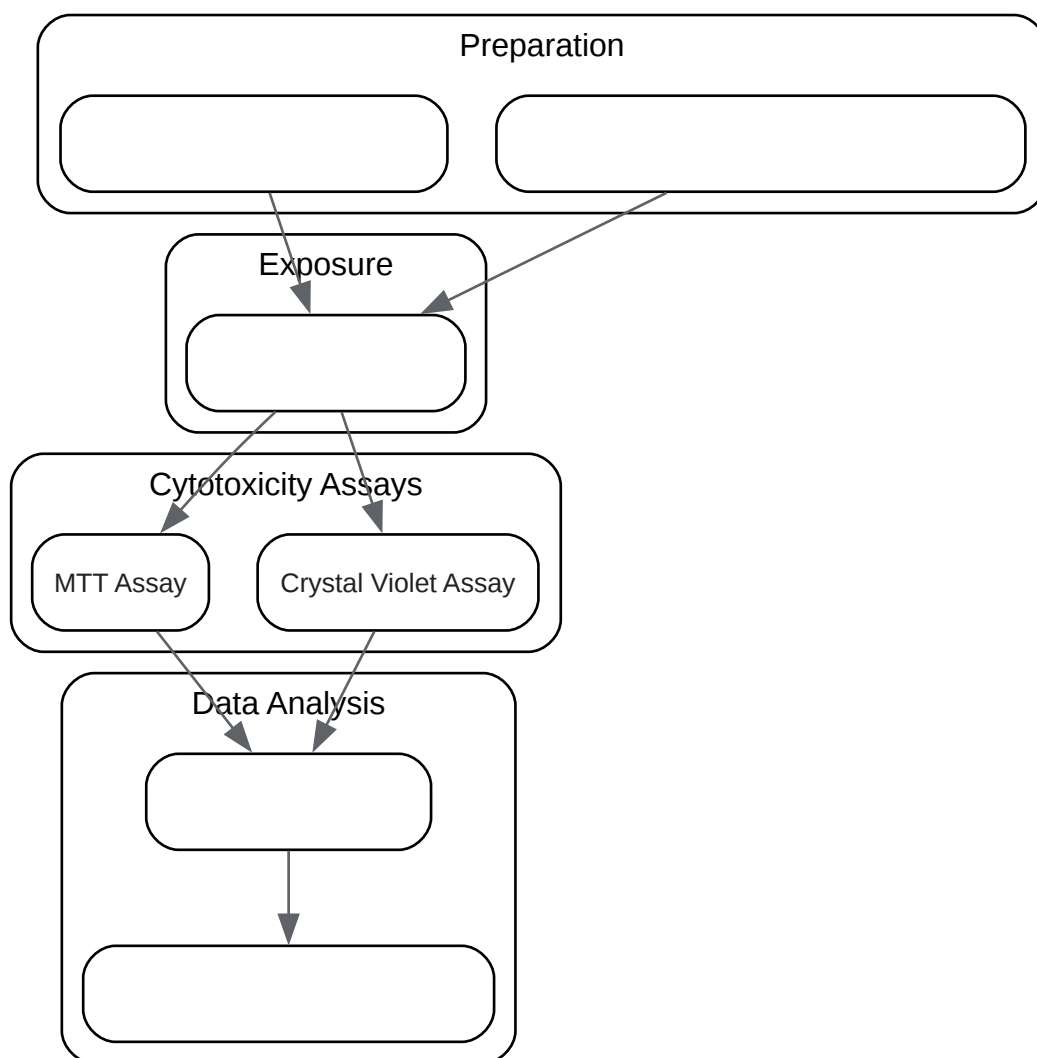 Preparation
Exposure
Cytotoxicity Assays
MTT Assay
Crystal Violet Assay
Data Analysis